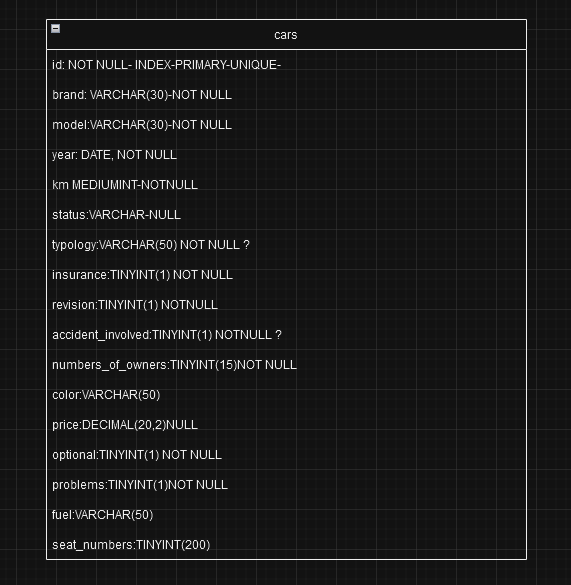 cars
id: NOT NULL- INDEX-PRIMARY-UNIQUE-
brand: VARCHAR(30)-NOT NULL
model:VARCHAR(30)-NOT NULL
year: DATE, NOT NULL
km MEDIUMINT-NOTNULL
status:VARCHAR-NULL
typology:VARCHAR(50) NOT NULL ?
insurance:TINYINT(1) NOT NULL
revision:TINYINT(1) NOTNULL
accident_involved:TINYINT(1) NOTNULL ?
numbers_of_owners:TINYINT(15)NOT NULL
color:VARCHAR(50)
price:DECIMAL(20,2)NULL
optional:TINYINT(1) NOT NULL
problems:TINYINT(1)NOT NULL
fuel:VARCHAR(50)
seat_numbers:TINYINT(200)